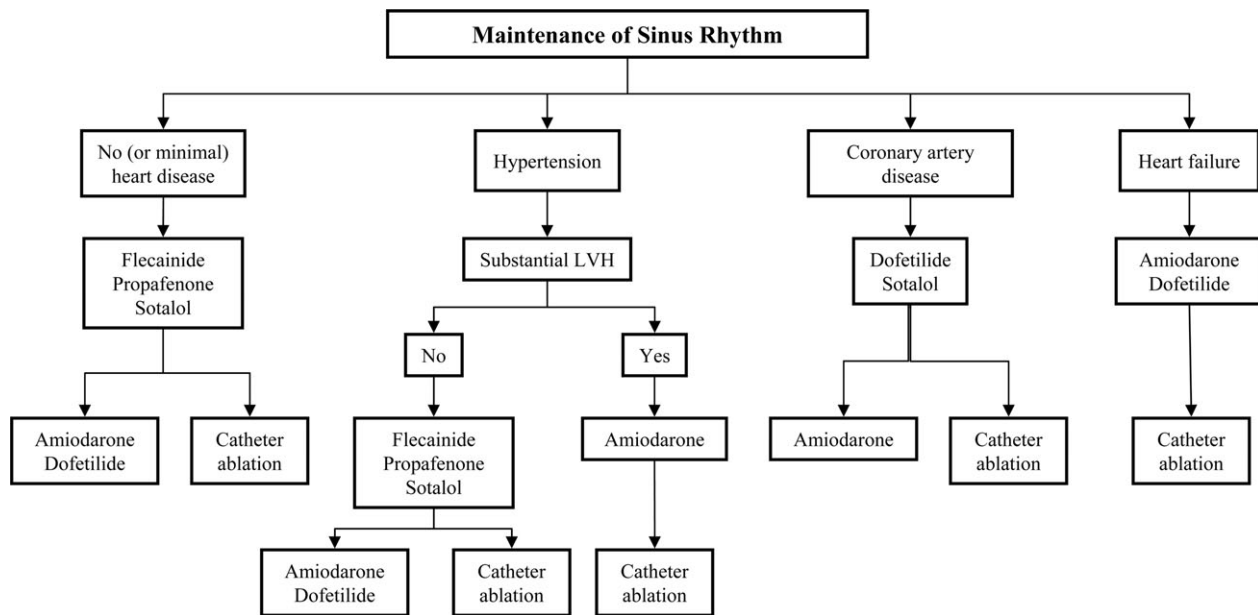 Maintenance of Sinus Rhythm
No (or minimal)
heart disease
Hypertension
Coronary artery
disease
Heart failure
Flecainide
Propafenone
Sotalol
Substantial LVH
Dofetilide
Sotalol
Amiodarone
Dofetilide
No
Yes
Amiodarone
Dofetilide
Catheter
ablation
Flecainide
Propafenone
Sotalol
Amiodarone
Amiodarone
Catheter
ablation
Catheter
ablation
Amiodarone
Dofetilide
Catheter
ablation
Catheter
ablation